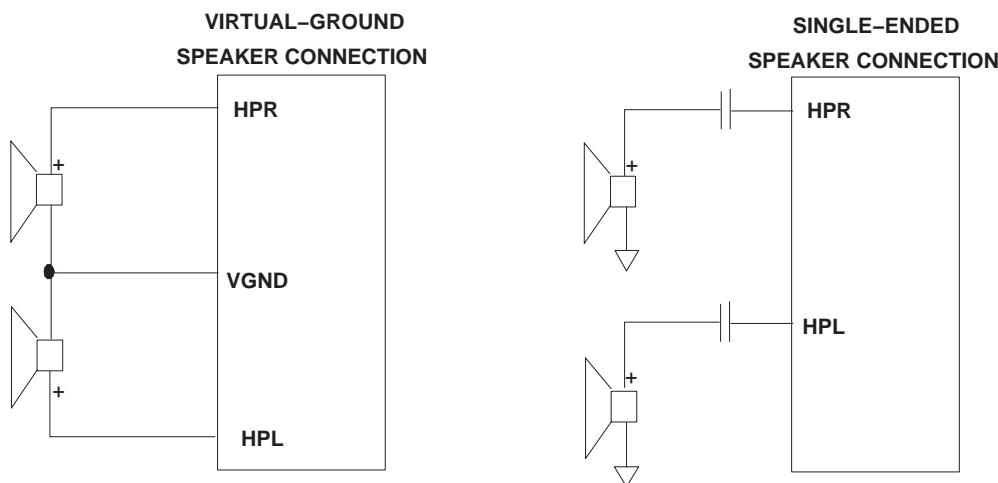 VIRTUAL–GROUND
SPEAKER CONNECTION
HPR
+
VGND
+
HPL
SINGLE–ENDED
SPEAKER CONNECTION
HPR
+
HPL
+